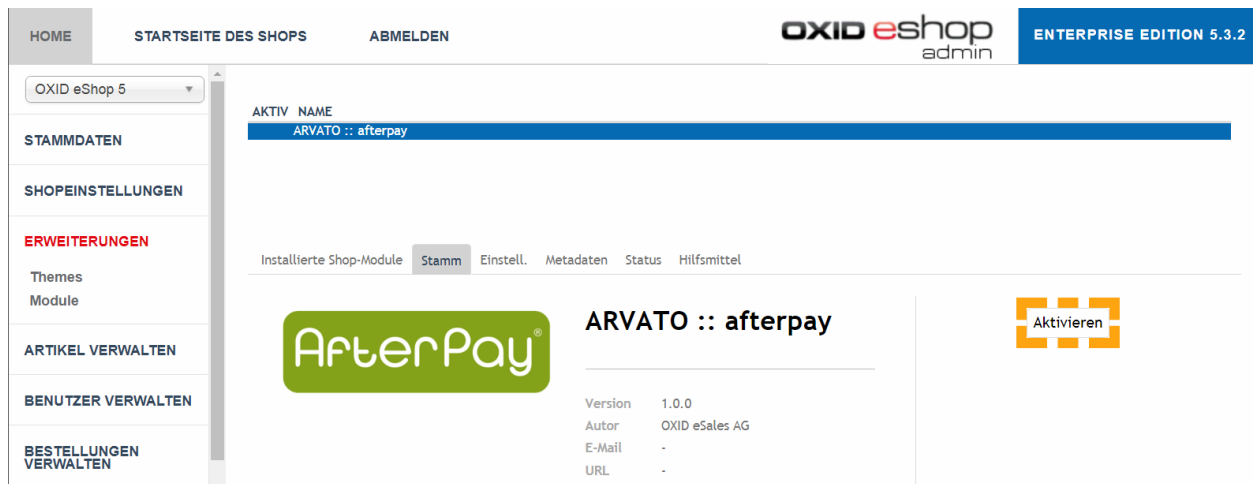 HOME STARTSEITE DES SHOPS ABMELDEN
OXID eshop
admin
ENTERPRISE EDITION 5.3.2
OXID eShop 5
STAMMDATEN
SHOPEINSTELLUNGEN
ERWEITERUNGEN
Themes
Module
ARTIKEL VERWALTEN
BENUTZER VERWALTEN
BESTELLUNGEN
VERWALTEN
AKTIV NAME
ARVATO :: afterpay
Installierte Shop-Module Stamm Einstell. Metadaten Status Hilfsmittel
AfterPay®
ARVATO :: afterpay
Version 1.0.0
Autor OXID eSales AG
E-Mail -
URL -
Aktivieren